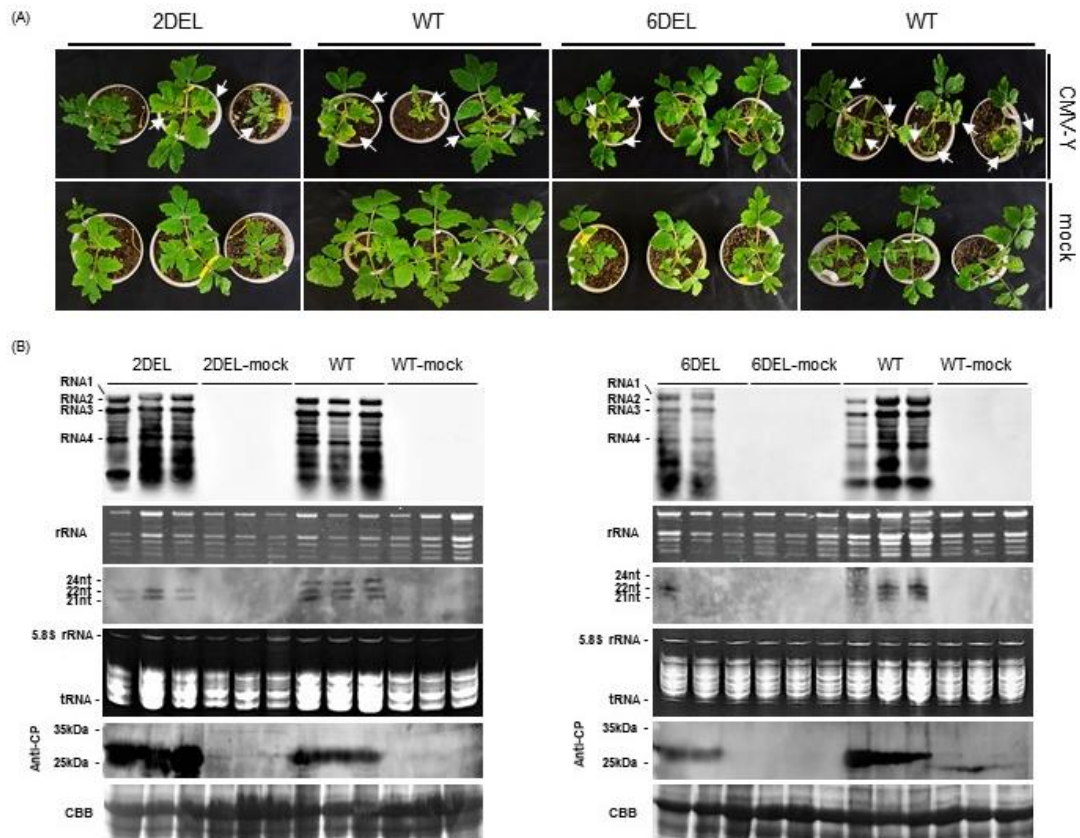 (A)
2DEL WT 6DEL WT
CMV-Y
mock
(B)
2DEL 2DEL-mock WT WT-mock
RNA1
RNA2
RNA3
RNA4
rRNA
24nt
22nt
21nt
5.8S rRNA
tRNA
Anti-CP
35kDa
25kDa
CBB
6DEL 6DEL-mock WT WT-mock
RNA1
RNA2
RNA3
RNA4
rRNA
24nt
22nt
21nt
5.8S rRNA
tRNA
Anti-CP
35kDa
25kDa
CBB